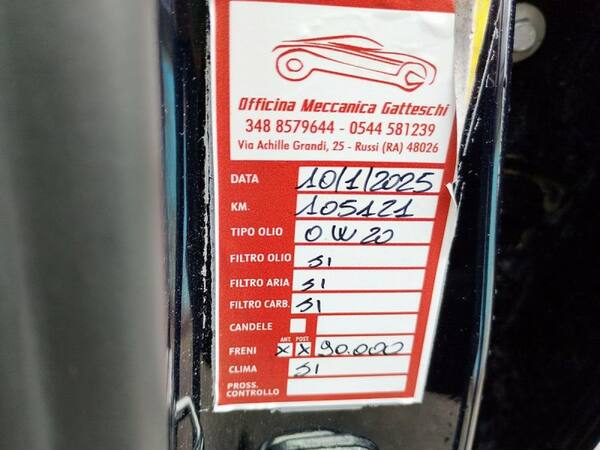 Officina Meccanica Gatteschi
348 8579644 - 0544 581239
Via Achille Grandi, 25 - Russi (RA) 48026
DATA 10/1/2025
KM. 105121
TIPO OLIO 0W20
FILTRO OLIO SI
FILTRO ARIA SI
FILTRO CARB. SI
CANDELE
ANT. POST.
FRENI X X 90.000
CLIMA SI
PROSS.
CONTROLLO